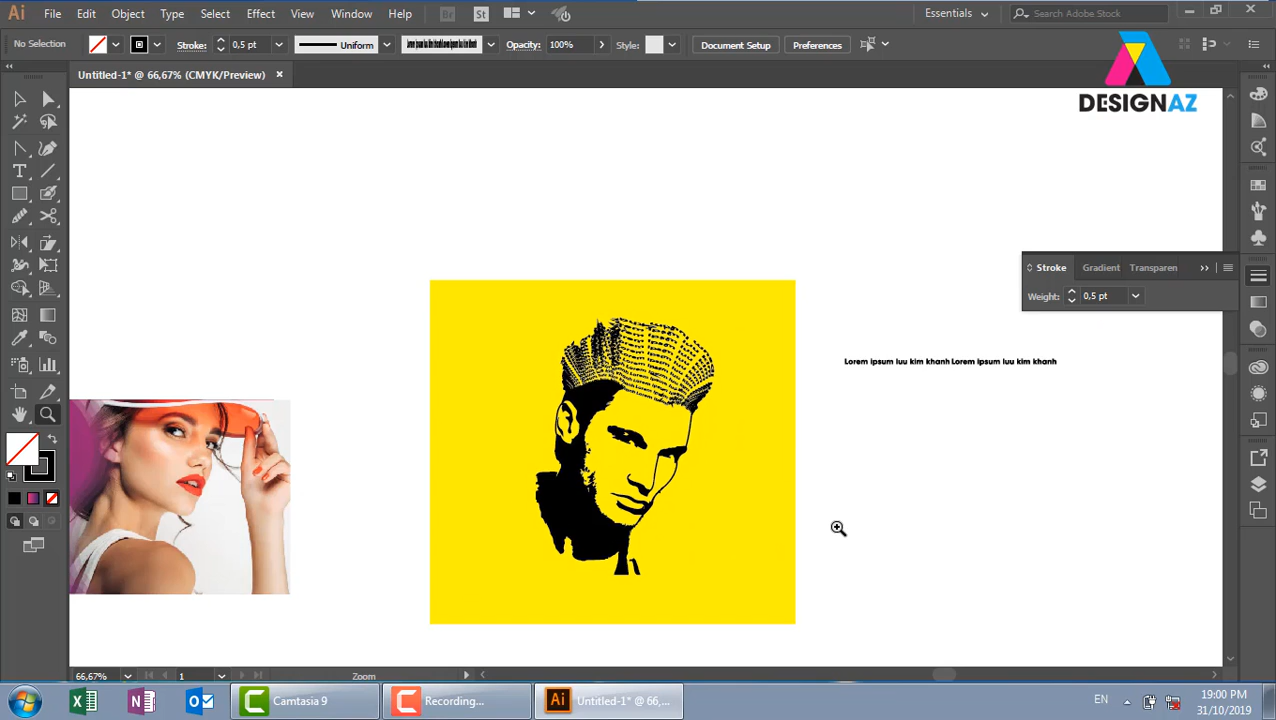 Ai File Edit Object Type Select Effect View Window Help Br St Essentials Search Adobe Stock
No Selection Stroke: 0,5 pt Uniform Opacity: 100% Style: Document Setup Preferences
Untitled-1* @ 66,67% (CMYK/Preview)
DESIGNAZ
Stroke Gradient Transparen
Weight: 0,5 pt
Lorem ipsum luu kim khanh Lorem ipsum luu kim khanh
66,67% 1 Zoom
Camtasia 9 Recording... Ai Untitled-1* @ 66,... EN 19:00 PM
31/10/2019